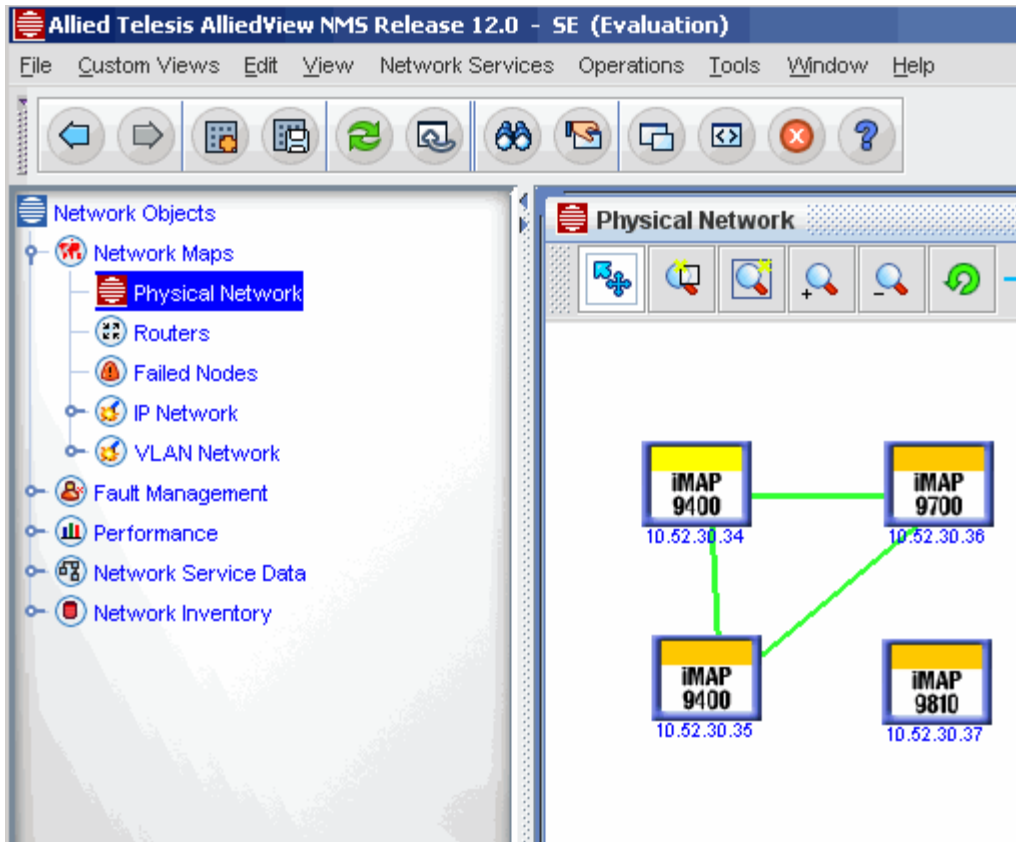 Allied Telesis AlliedView NMS Release 12.0 - SE (Evaluation)
File Custom Views Edit View Network Services Operations Tools Window Help
Network Objects
Network Maps
Physical Network
Routers
Failed Nodes
IP Network
VLAN Network
Fault Management
Performance
Network Service Data
Network Inventory
Physical Network
iMAP
9400
10.52.30.34
iMAP
9700
10.52.30.36
iMAP
9400
10.52.30.35
iMAP
9810
10.52.30.37